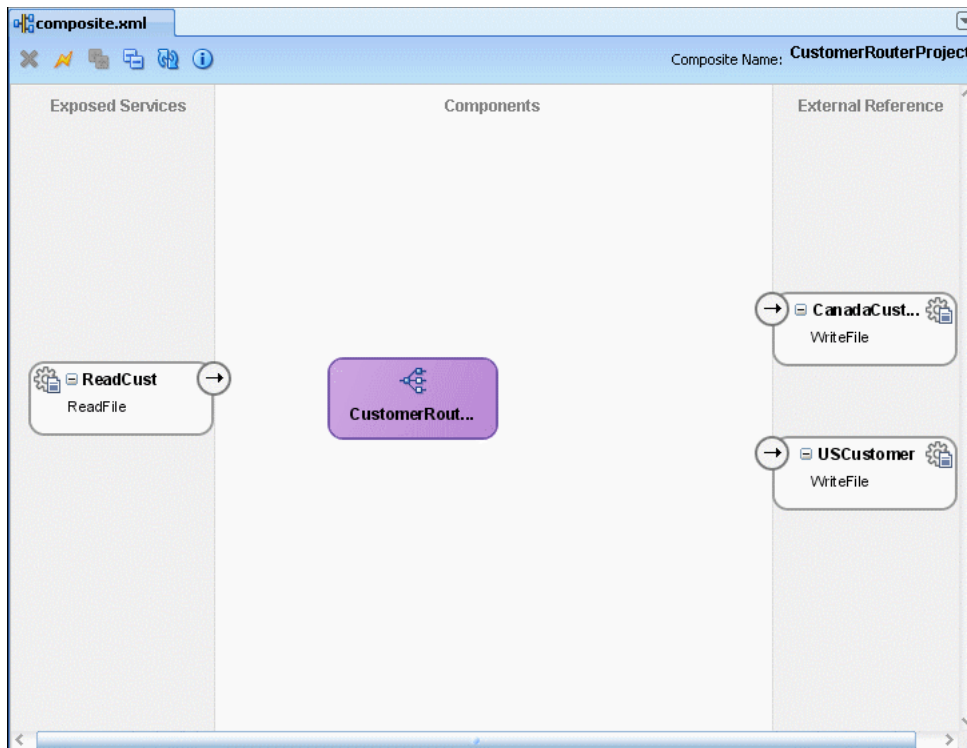 composite.xml
Composite Name: CustomerRouterProject
Exposed Services
Components
External Reference
CanadaCust...
WriteFile
ReadCust
ReadFile
CustomerRout...
USCustomer
WriteFile